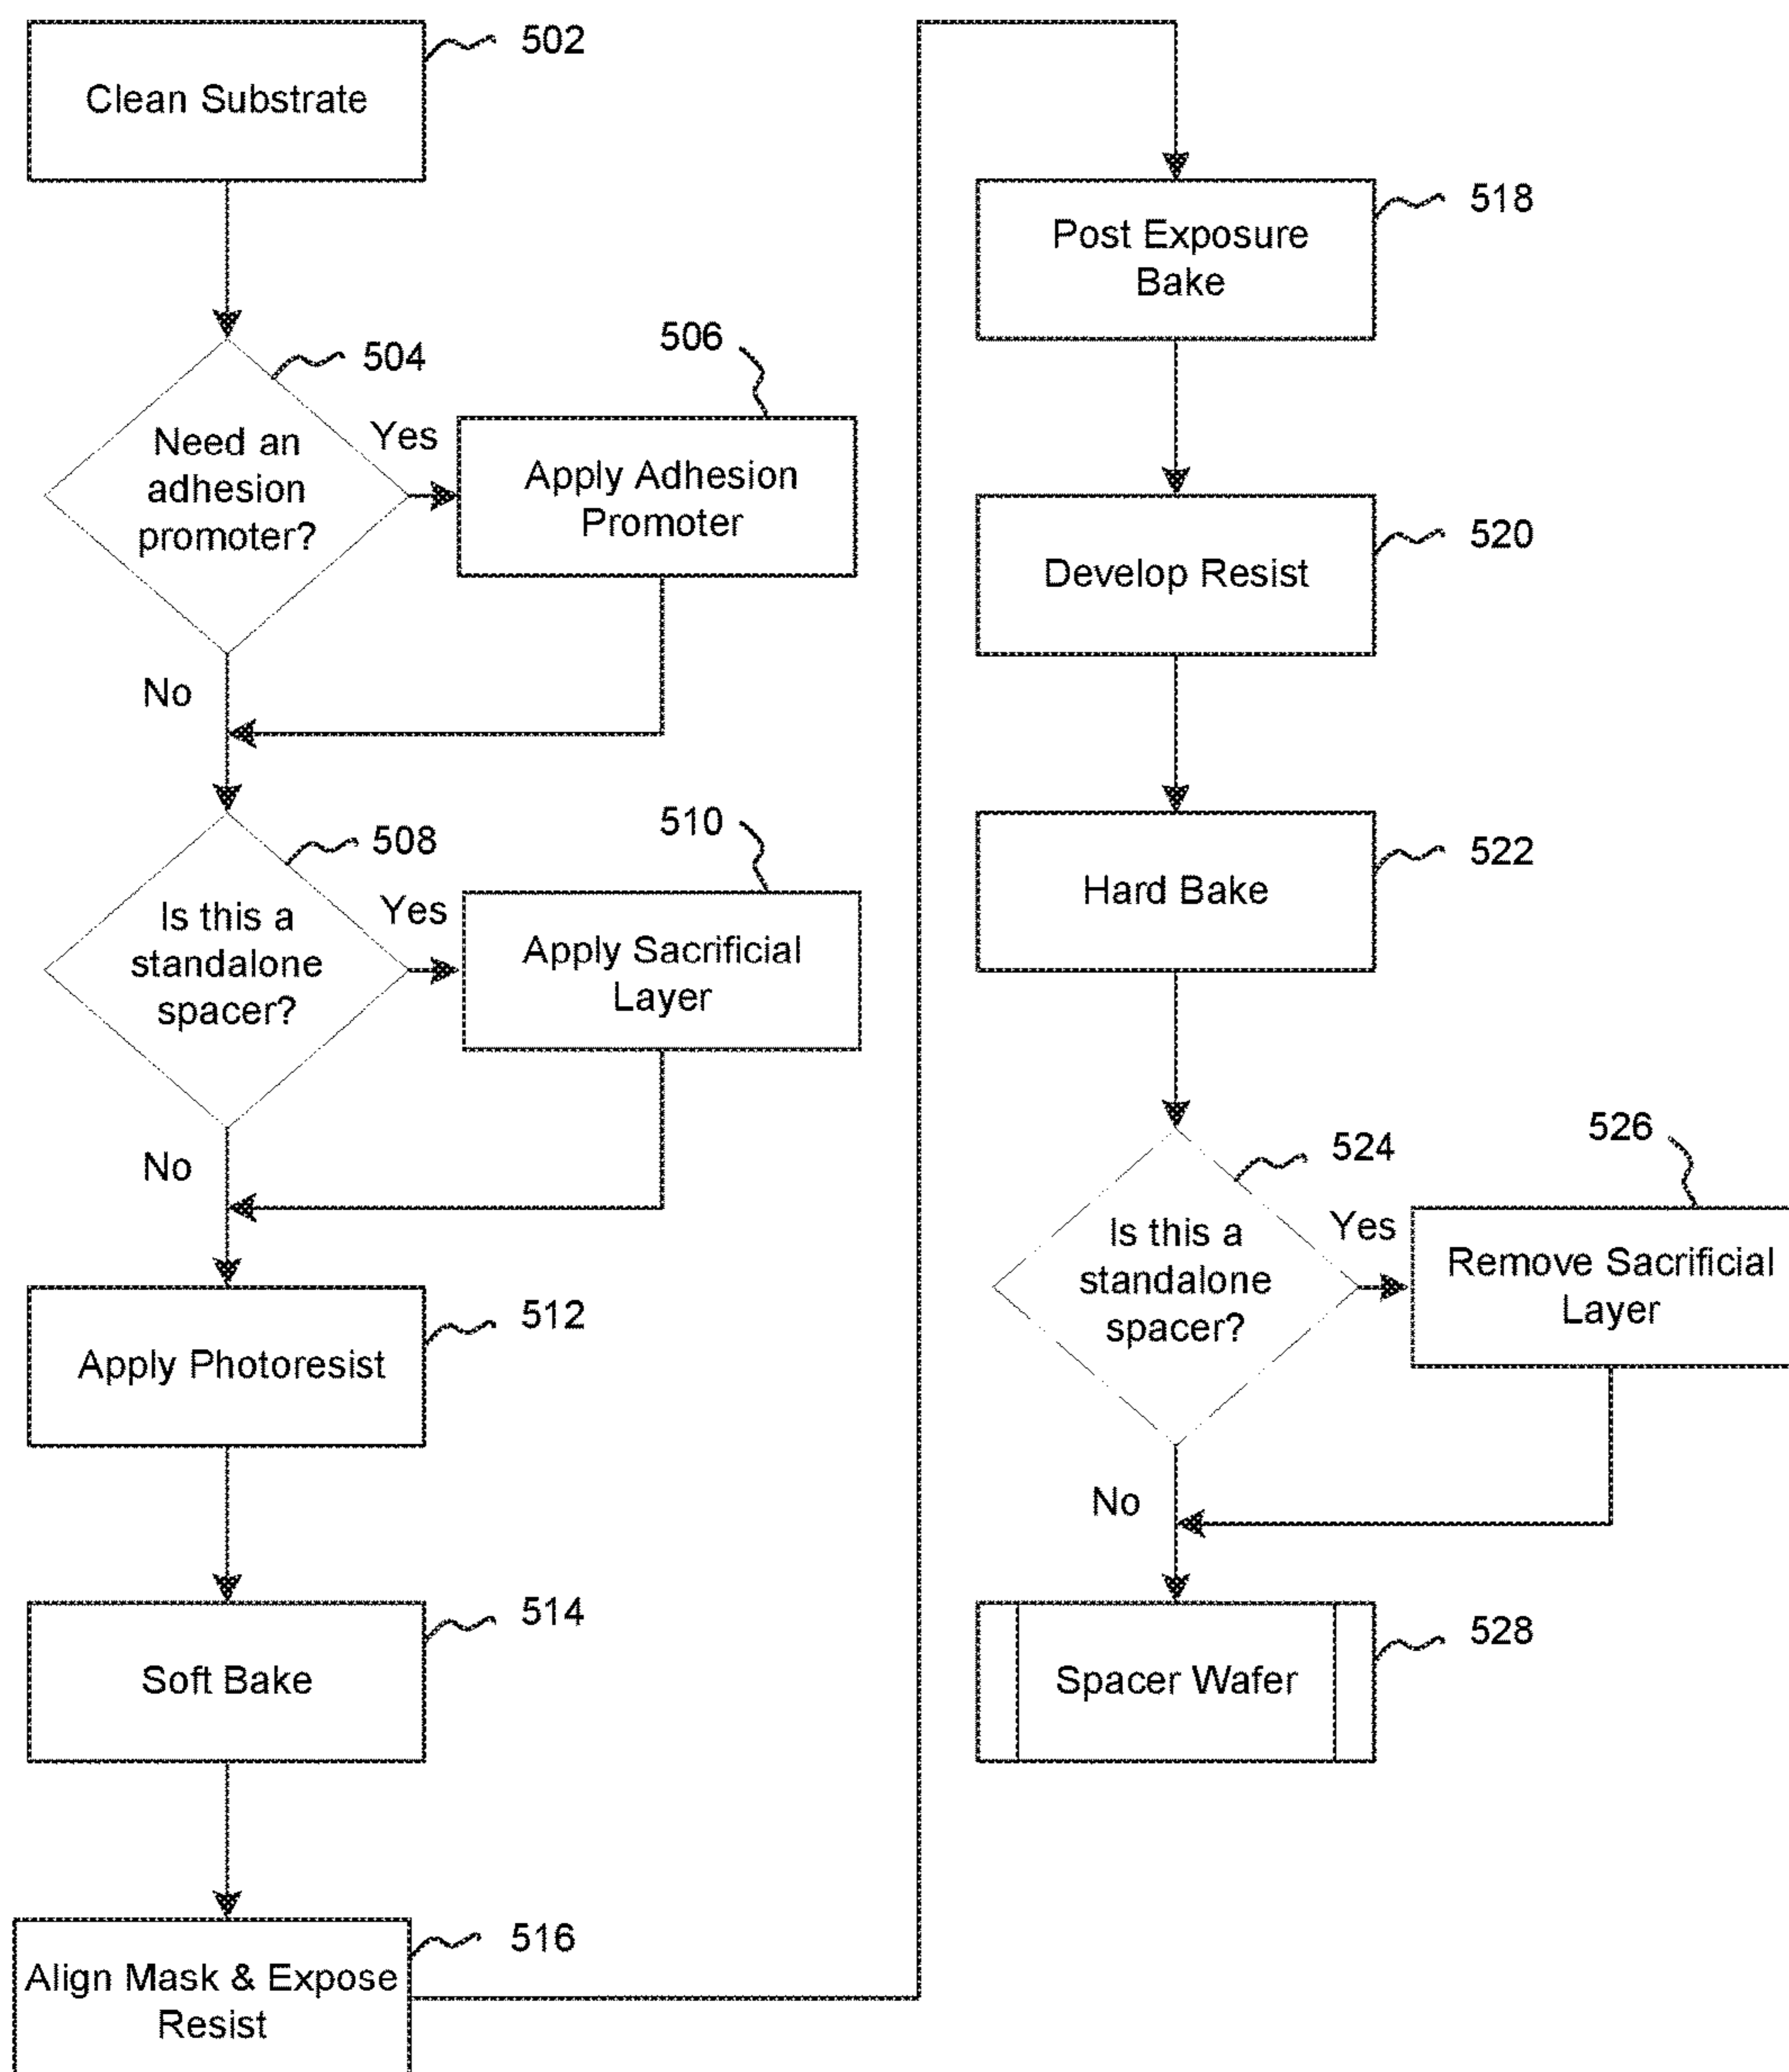 502
Clean Substrate
504
Need an
adhesion
promoter?
Yes
506
Apply Adhesion
Promoter
No
508
Is this a
standalone
spacer?
Yes
510
Apply Sacrificial
Layer
No
512
Apply Photoresist
514
Soft Bake
516
Align Mask & Expose
Resist
518
Post Exposure
Bake
520
Develop Resist
522
Hard Bake
524
Is this a
standalone
spacer?
Yes
526
Remove Sacrificial
Layer
No
528
Spacer Wafer